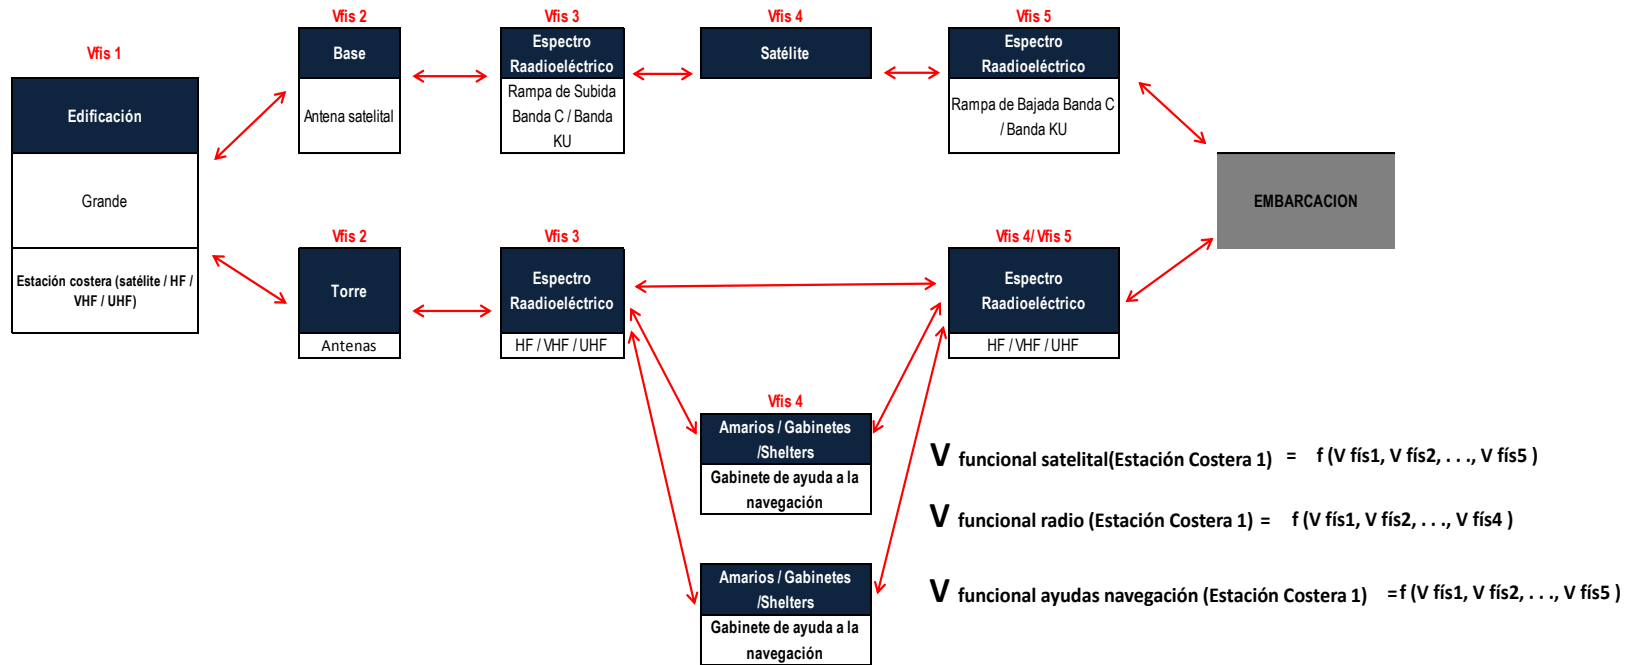 Vfis 1
Edificación
Grande
Estación costera (satélite / HF /
VHF / UHF)
Vfis 2
Base
Antena satelital
Vfis 3
Espectro
Raadioeléctrico
Rampa de Subida
Banda C / Banda
KU
Vfis 4
Satélite
Vfis 5
Espectro
Raadioeléctrico
Rampa de Bajada Banda C
/ Banda KU
EMBARCACION
Vfis 2
Torre
Antenas
Vfis 3
Espectro
Raadioeléctrico
HF / VHF / UHF
Vfis 4/ Vfis 5
Espectro
Raadioeléctrico
HF / VHF / UHF
Vfis 4
Amarios / Gabinetes
/Shelters
Gabinete de ayuda a la
navegación
Amarios / Gabinetes
/Shelters
Gabinete de ayuda a la
navegación
V funcional satelital(Estación Costera 1) = f (V fís1, V fís2, . . ., V fís5 )
V funcional radio (Estación Costera 1) = f (V fís1, V fís2, . . ., V fís4 )
V funcional ayudas navegación (Estación Costera 1) = f (V fís1, V fís2, . . ., V fís5 )